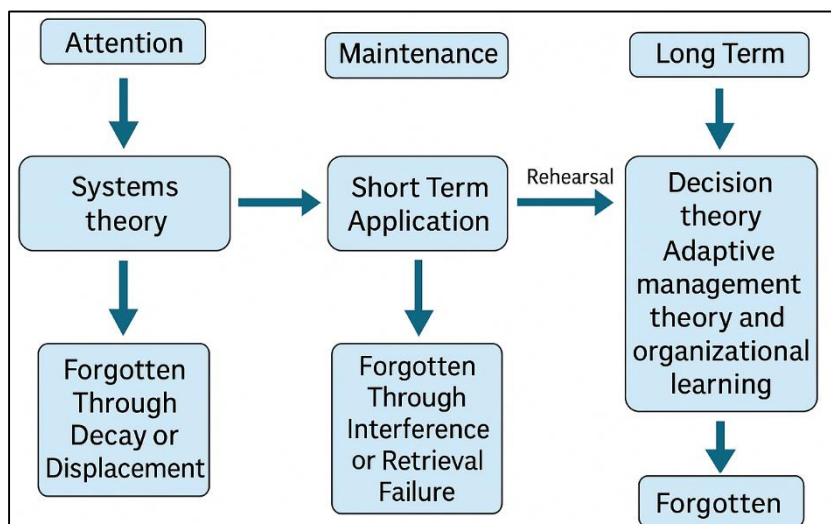 Attention
Maintenance
Long Term
Systems
theory
Short Term
Application
Rehearsal
Decision
theory
Adaptive
management
theory and
organizational
learning
Forgotten
Through
Decay or
Displacement
Forgotten
Through
Interference
or Retrieval
Failure
Forgotten